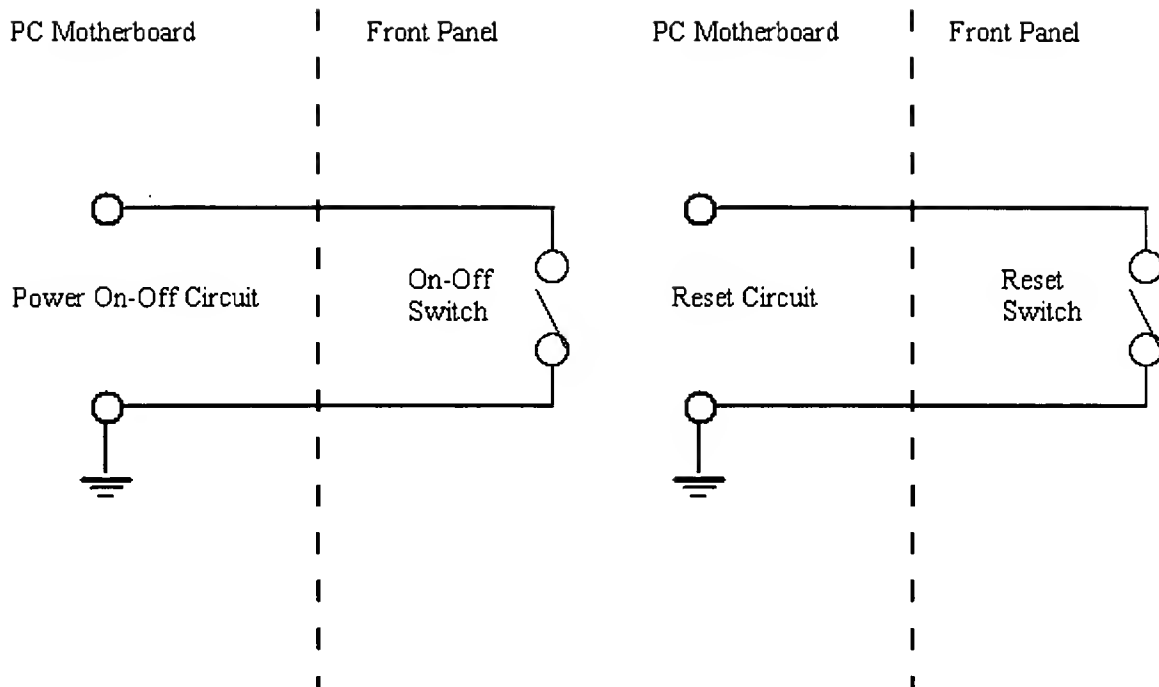 PC Motherboard
Front Panel
PC Motherboard
Front Panel
Power On-Off Circuit
On-Off
Switch
Reset Circuit
Reset
Switch